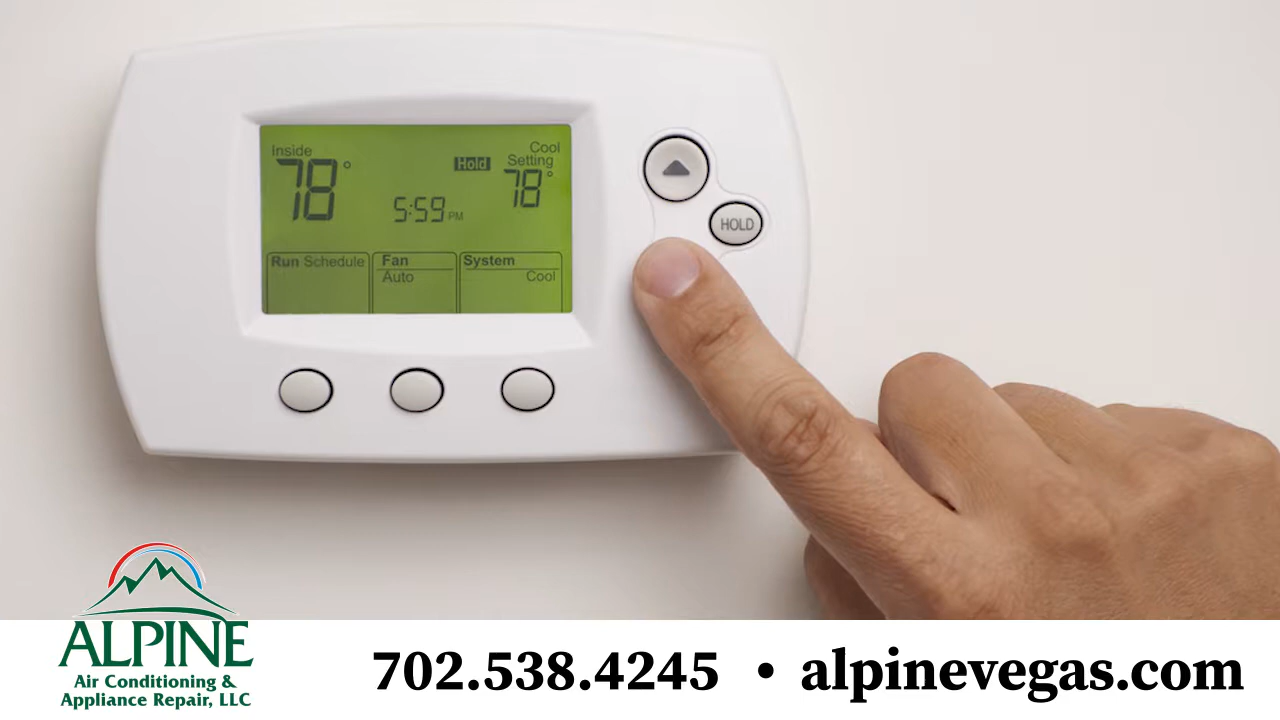 Inside
78°
Hold
Cool
Setting
78°
5:59 PM
Run Schedule
Fan
Auto
System
Cool
HOLD
ALPINE
Air Conditioning &
Appliance Repair, LLC
702.538.4245 • alpinevegas.com